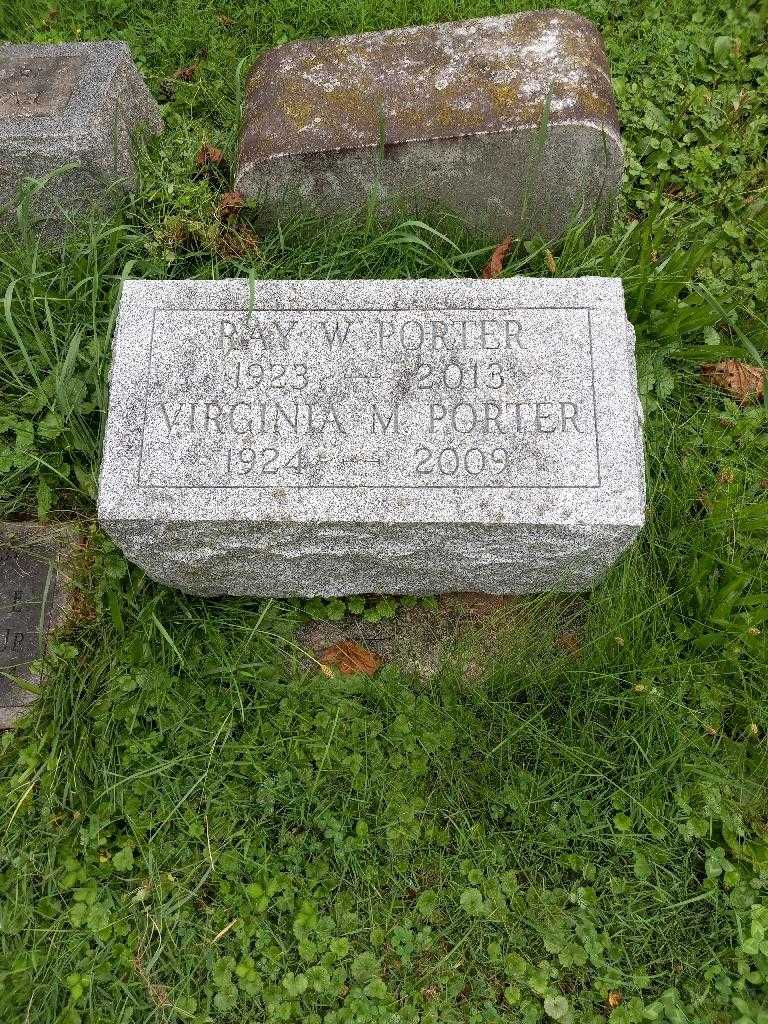 RAY W. PORTER
1923 — 2013
VIRGINIA M. PORTER
1924 — 2009